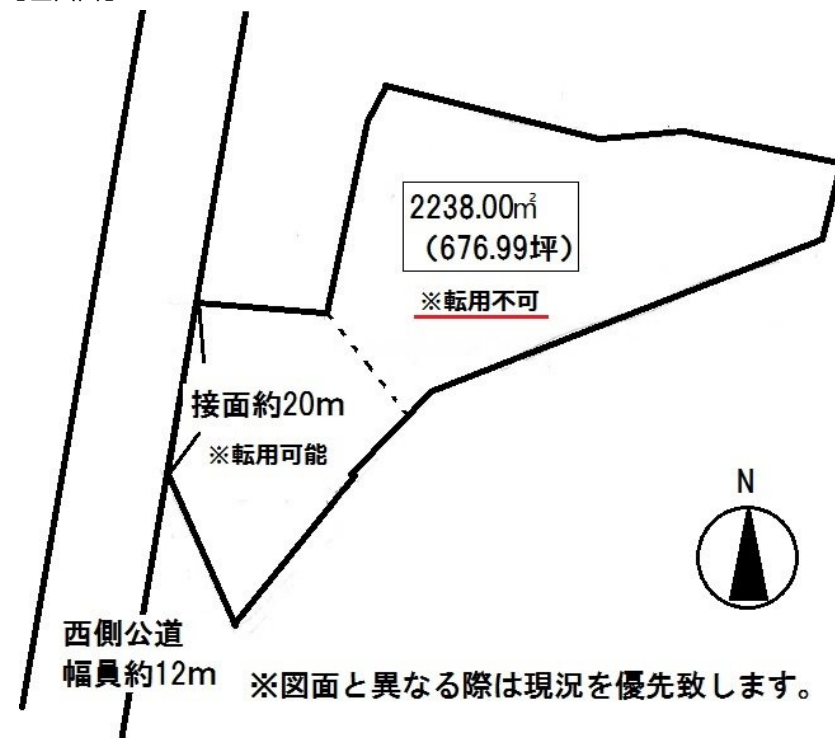 2238.00㎡
（676.99坪）
※転用不可
接面約20m
※転用可能
N
西側公道
幅員約12m
※図面と異なる際は現況を優先致します。